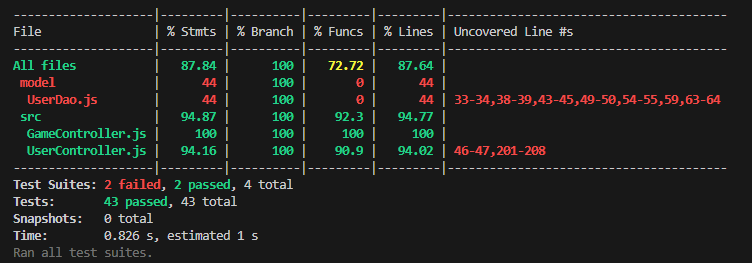 --------------------|---------|----------|---------|---------|-----------------------------------
File                | % Stmts | % Branch | % Funcs | % Lines | Uncovered Line #s
--------------------|---------|----------|---------|---------|-----------------------------------
All files           |   87.84 |      100 |   72.72 |   87.64 |
 model              |      44 |      100 |       0 |      44 |
  UserDao.js        |      44 |      100 |       0 |      44 | 33-34,38-39,43-45,49-50,54-55,59,63-64
 src                |   94.87 |      100 |    92.3 |   94.77 |
  GameController.js |     100 |      100 |     100 |     100 |
  UserController.js |   94.16 |      100 |    90.9 |   94.02 | 46-47,201-208
--------------------|---------|----------|---------|---------|-----------------------------------
Test Suites: 2 failed, 2 passed, 4 total
Tests:       43 passed, 43 total
Snapshots:   0 total
Time:        0.826 s, estimated 1 s
Ran all test suites.